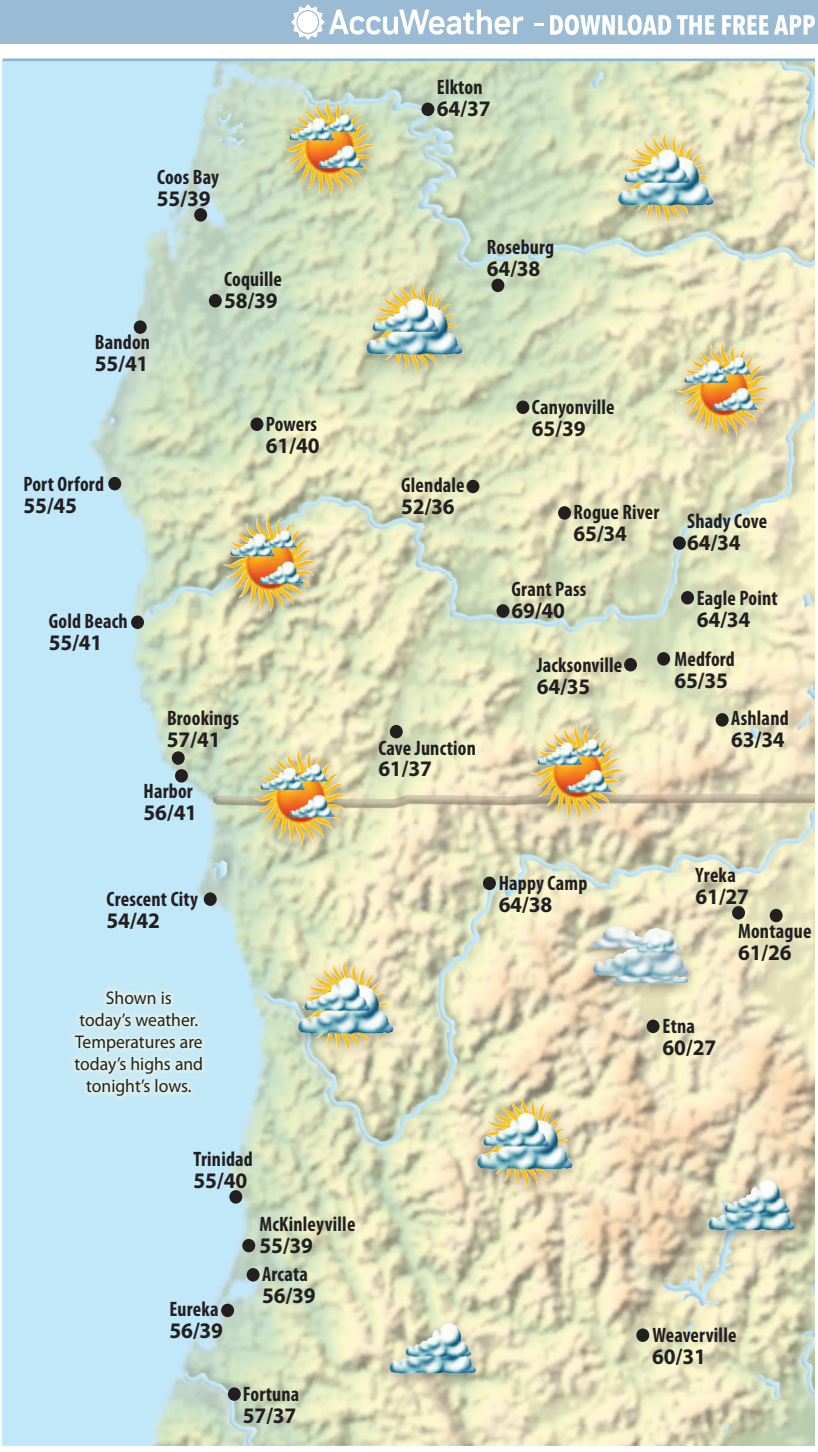 AccuWeather – DOWNLOAD THE FREE APP
Elkton
64/37
Coos Bay
55/39
Roseburg
64/38
Coquille
58/39
Bandon
55/41
Canyonville
65/39
Powers
61/40
Port Orford
55/45
Glendale
52/36
Rogue River
65/34
Shady Cove
64/34
Grant Pass
69/40
Eagle Point
64/34
Gold Beach
55/41
Jacksonville
64/35
Medford
65/35
Brookings
57/41
Ashland
63/34
Cave Junction
61/37
Harbor
56/41
Happy Camp
64/38
Yreka
61/27
Crescent City
54/42
Montague
61/26
Shown is
today's weather.
Temperatures are
today's highs and
tonight's lows.
Etna
60/27
Trinidad
55/40
McKinleyville
55/39
Arcata
56/39
Eureka
56/39
Weaverville
60/31
Fortuna
57/37